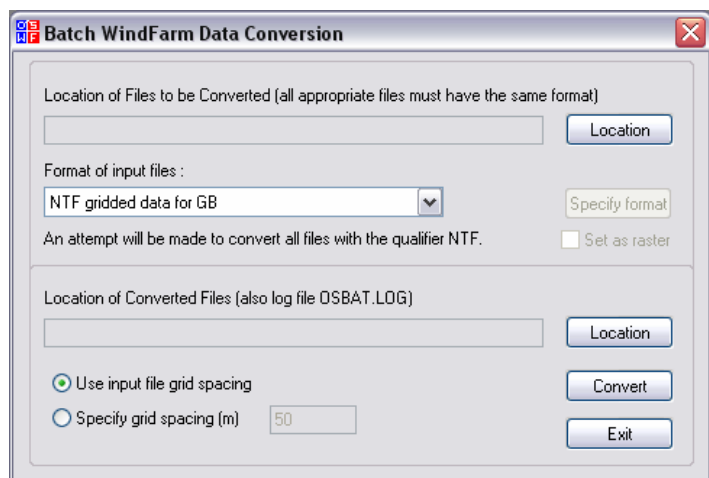 OS
WF
Batch WindFarm Data Conversion
Location of Files to be Converted (all appropriate files must have the same format)
Location
Format of input files :
NTF gridded data for GB
Specify format
An attempt will be made to convert all files with the qualifier NTF.
Set as raster
Location of Converted Files (also log file OSBAT.LOG)
Location
Use input file grid spacing
Convert
Specify grid spacing (m)
50
Exit